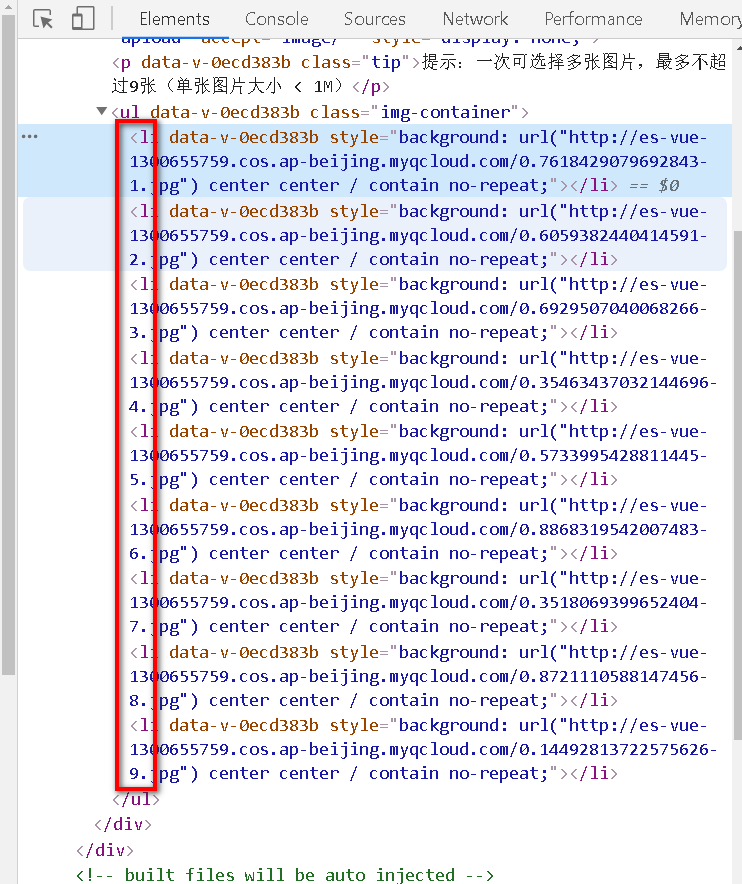 Elements Console Sources Network Performance Memory
upload" accept="image/*" style="display: none;">
<p data-v-0ecd383b class="tip">提示：一次可选择多张图片，最多不超
过9张（单张图片大小 < 1M）</p>
▼<ul data-v-0ecd383b class="img-container">
<li data-v-0ecd383b style="background: url("http://es-vue-
1300655759.cos.ap-beijing.myqcloud.com/0.7618429079692843-
1.jpg") center center / contain no-repeat;"></li> == $0
<li data-v-0ecd383b style="background: url("http://es-vue-
1300655759.cos.ap-beijing.myqcloud.com/0.6059382440414591-
2.jpg") center center / contain no-repeat;"></li>
<li data-v-0ecd383b style="background: url("http://es-vue-
1300655759.cos.ap-beijing.myqcloud.com/0.6929507040068266-
3.jpg") center center / contain no-repeat;"></li>
<li data-v-0ecd383b style="background: url("http://es-vue-
1300655759.cos.ap-beijing.myqcloud.com/0.35463437032144696-
4.jpg") center center / contain no-repeat;"></li>
<li data-v-0ecd383b style="background: url("http://es-vue-
1300655759.cos.ap-beijing.myqcloud.com/0.5733995428811445-
5.jpg") center center / contain no-repeat;"></li>
<li data-v-0ecd383b style="background: url("http://es-vue-
1300655759.cos.ap-beijing.myqcloud.com/0.8868319542007483-
6.jpg") center center / contain no-repeat;"></li>
<li data-v-0ecd383b style="background: url("http://es-vue-
1300655759.cos.ap-beijing.myqcloud.com/0.3518069399652404-
7.jpg") center center / contain no-repeat;"></li>
<li data-v-0ecd383b style="background: url("http://es-vue-
1300655759.cos.ap-beijing.myqcloud.com/0.8721110588147456-
8.jpg") center center / contain no-repeat;"></li>
<li data-v-0ecd383b style="background: url("http://es-vue-
1300655759.cos.ap-beijing.myqcloud.com/0.14492813722575626-
9.jpg") center center / contain no-repeat;"></li>
</ul>
</div>
</div>
<!-- built files will be auto injected -->